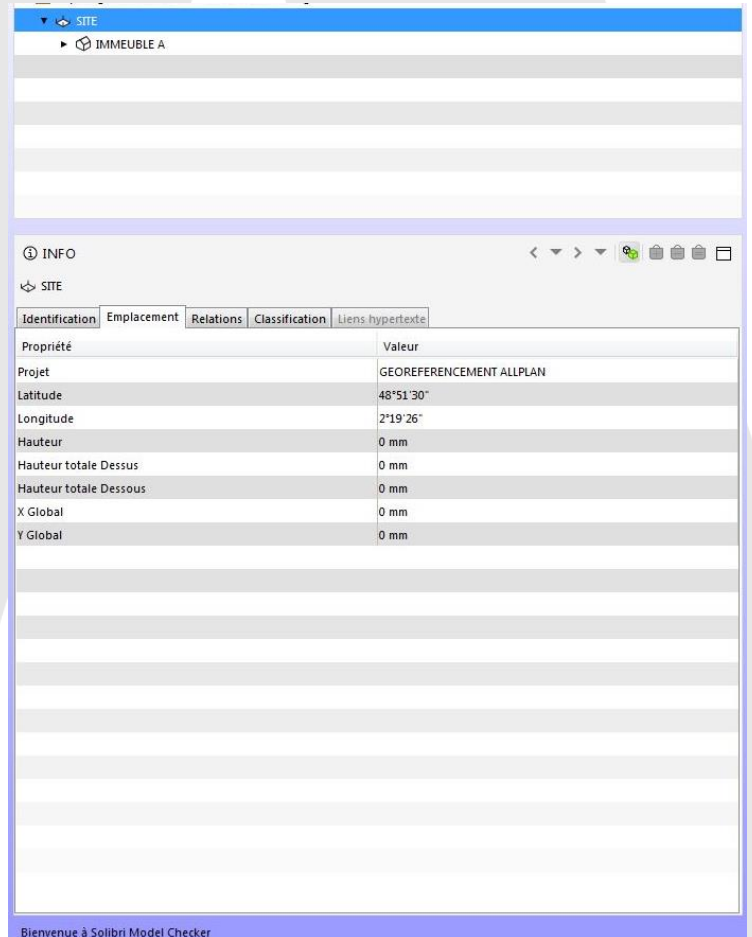 SITE
IMMEUBLE A
INFO
SITE
Identification Emplacement Relations Classification Liens hypertexte
Propriété Valeur
Projet GEOREFERENCEMENT ALLPLAN
Latitude 48°51'30"
Longitude 2°19'26"
Hauteur 0 mm
Hauteur totale Dessus 0 mm
Hauteur totale Dessous 0 mm
X Global 0 mm
Y Global 0 mm
Bienvenue à Solibri Model Checker